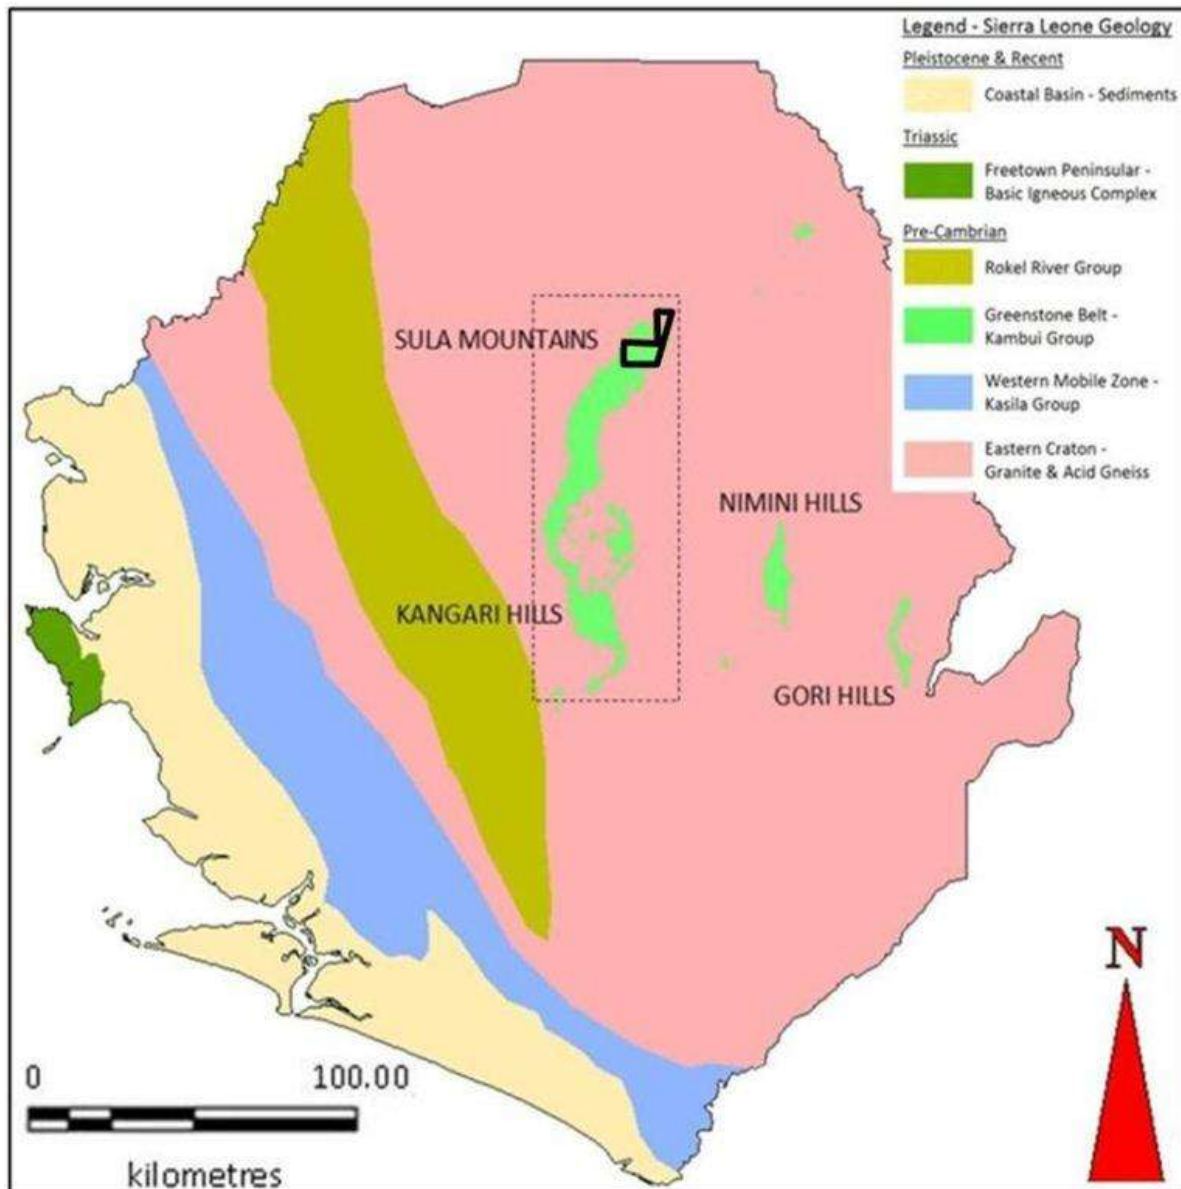 Legend - Sierra Leone Geology
Pleistocene & Recent
Coastal Basin - Sediments
Triassic
Freetown Peninsular -
Basic Igneous Complex
Pre-Cambrian
Rokel River Group
Greenstone Belt -
Kambui Group
Western Mobile Zone -
Kasila Group
Eastern Craton -
Granite & Acid Gneiss
SULA MOUNTAINS
NIMINI HILLS
KANGARI HILLS
GORI HILLS
N
0 100.00
kilometres